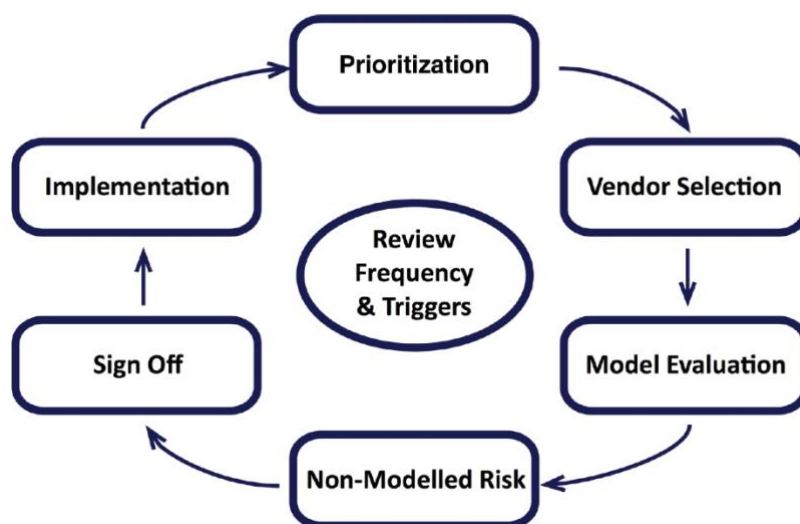 Prioritization
Vendor Selection
Model Evaluation
Non-Modelled Risk
Sign Off
Implementation
Review
Frequency
& Triggers